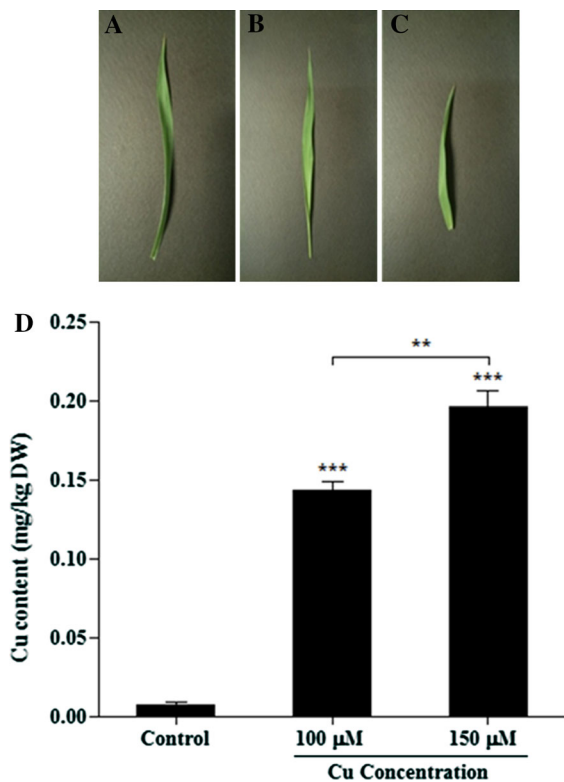 A B C
D
0.25
**
0.20
***
***
0.15
Cu content (mg/kg DW)
0.10
0.05
0.00
Control 100 µM 150 µM
Cu Concentration